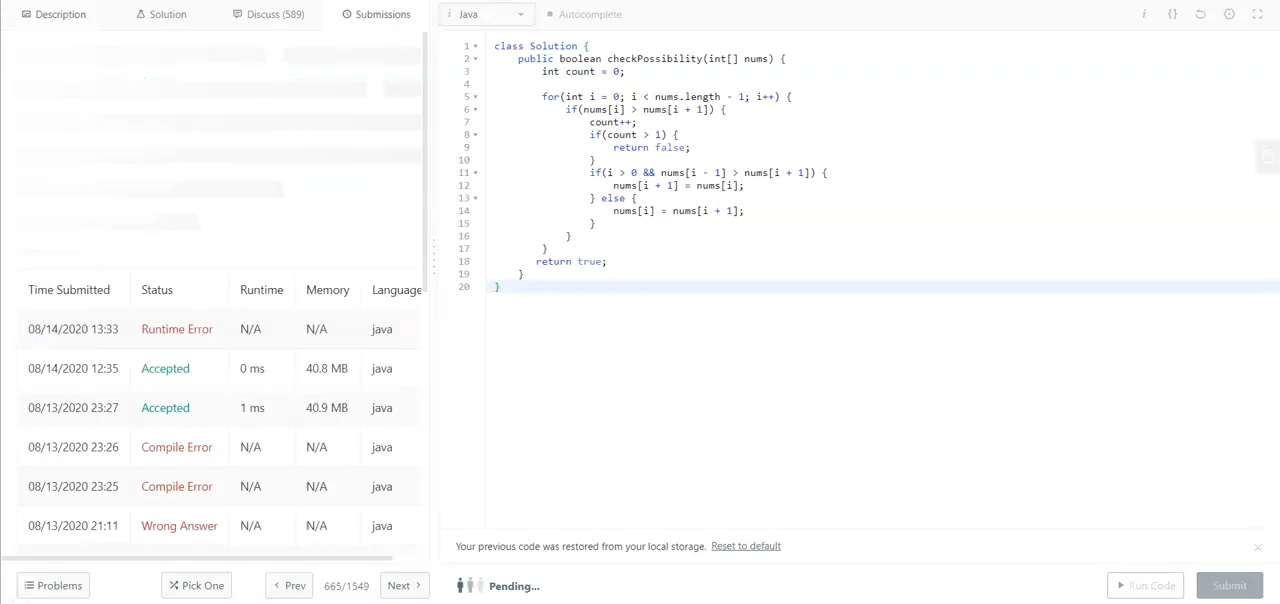 Description Solution Discuss (589) Submissions
i Java Autocomplete i {}
1 class Solution {
2 public boolean checkPossibility(int[] nums) {
3 int count = 0;
4
5 for(int i = 0; i < nums.length - 1; i++) {
6 if(nums[i] > nums[i + 1]) {
7 count++;
8 if(count > 1) {
9 return false;
10 }
11 if(i > 0 && nums[i - 1] > nums[i + 1]) {
12 nums[i + 1] = nums[i];
13 } else {
14 nums[i] = nums[i + 1];
15 }
16 }
17 }
18 return true;
19 }
20 }
Time Submitted Status Runtime Memory Language
08/14/2020 13:33 Runtime Error N/A N/A java
08/14/2020 12:35 Accepted 0 ms 40.8 MB java
08/13/2020 23:27 Accepted 1 ms 40.9 MB java
08/13/2020 23:26 Compile Error N/A N/A java
08/13/2020 23:25 Compile Error N/A N/A java
08/13/2020 21:11 Wrong Answer N/A N/A java
Your previous code was restored from your local storage. Reset to default
Problems Pick One Prev 665/1549 Next Pending... Run Code Submit